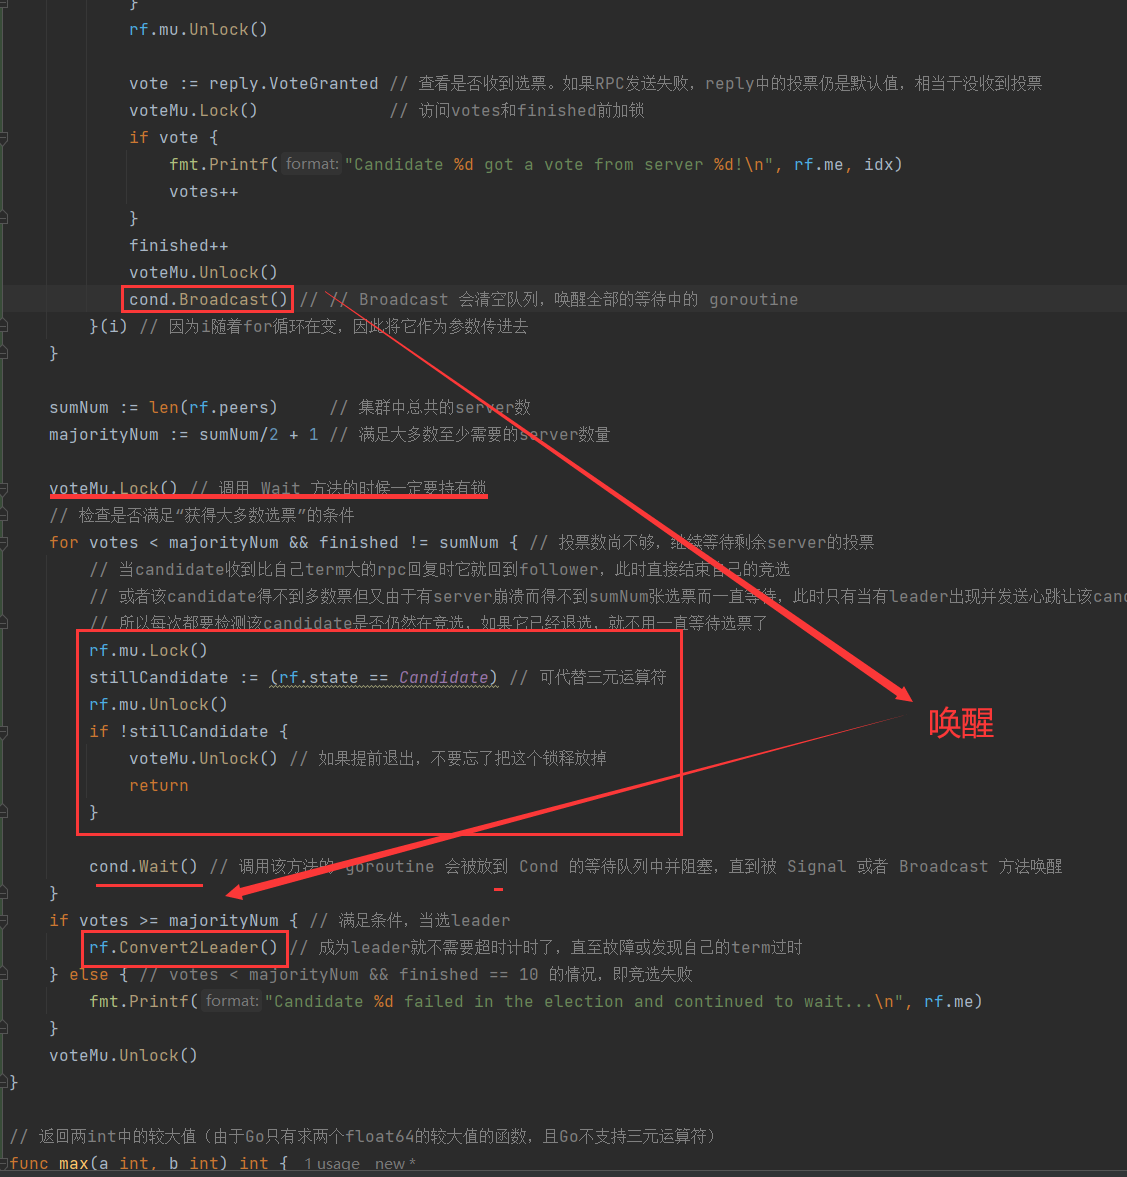 }
rf.mu.Unlock()
vote := reply.VoteGranted // 查看是否收到选票。如果RPC发送失败，reply中的投票仍是默认值，相当于没收到投票
voteMu.Lock() // 访问votes和finished前加锁
if vote {
fmt.Printf( format: "Candidate %d got a vote from server %d!\n", rf.me, idx)
votes++
}
finished++
voteMu.Unlock()
cond.Broadcast() // // Broadcast 会清空队列，唤醒全部的等待中的 goroutine
}(i) // 因为i随着for循环在变，因此将它作为参数传进去
}
sumNum := len(rf.peers) // 集群中总共的server数
majorityNum := sumNum/2 + 1 // 满足大多数至少需要的server数量
voteMu.Lock() // 调用 Wait 方法的时候一定要持有锁
// 检查是否满足“获得大多数选票”的条件
for votes < majorityNum && finished != sumNum { // 投票数尚不够，继续等待剩余server的投票
// 当candidate收到比自己term大的rpc回复时它就回到follower，此时直接结束自己的竞选
// 或者该candidate得不到多数票但又由于有server崩溃而得不到sumNum张选票而一直等待，此时只有当有leader出现并发送心跳让该can
// 所以每次都要检测该candidate是否仍然在竞选，如果它已经退选，就不用一直等待选票了
rf.mu.Lock()
stillCandidate := (rf.state == Candidate) // 可代替三元运算符
rf.mu.Unlock()
if !stillCandidate {
voteMu.Unlock() // 如果提前退出，不要忘了把这个锁释放掉
return
}
唤醒
cond.Wait() // 调用该方法的 goroutine 会被放到 Cond 的等待队列中并阻塞，直到被 Signal 或者 Broadcast 方法唤醒
}
if votes >= majorityNum { // 满足条件，当选leader
rf.Convert2Leader() // 成为leader就不需要超时计时了，直至故障或发现自己的term过时
} else { // votes < majorityNum && finished == 10 的情况，即竞选失败
fmt.Printf( format: "Candidate %d failed in the election and continued to wait...\n", rf.me)
}
voteMu.Unlock()
}
// 返回两int中的较大值（由于Go只有求两个float64的较大值的函数，且Go不支持三元运算符）
func max(a int, b int) int { 1 usage new *